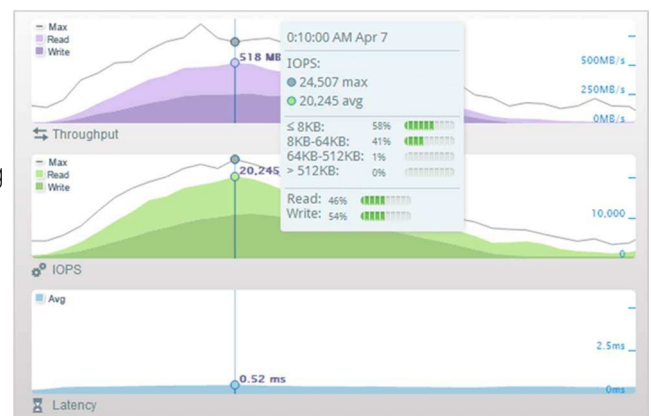 Max
Read
Write
518 MB
500MB/s
250MB/s
0MB/s
Throughput
0:10:00 AM Apr 7
IOPS:
24,507 max
20,245 avg
≤ 8KB: 58%
8KB-64KB: 41%
64KB-512KB: 1%
> 512KB: 0%
Read: 46%
Write: 54%
Max
Read
Write
20,245
10,000
0
IOPS
Avg
2.5ms
0.52 ms
0ms
Latency